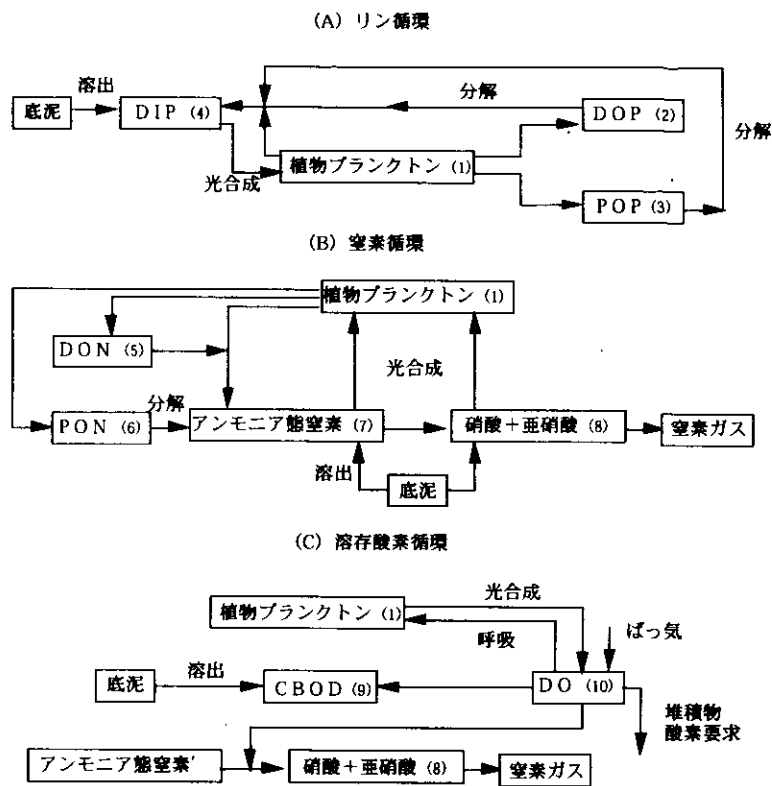 (A) リン循環
溶出
分解
底泥
DIP (4)
DOP (2)
分解
光合成
植物プランクトン (1)
POP (3)
(B) 窒素循環
植物プランクトン (1)
DON (5)
光合成
分解
PON (6)
アンモニア態窒素 (7)
硝酸＋亜硝酸 (8)
窒素ガス
溶出
底泥
(C) 溶存酸素循環
光合成
植物プランクトン (1)
呼吸
ばっ気
溶出
底泥
CBOD (9)
DO (10)
堆積物
酸素要求
アンモニア態窒素
硝酸＋亜硝酸 (8)
窒素ガス